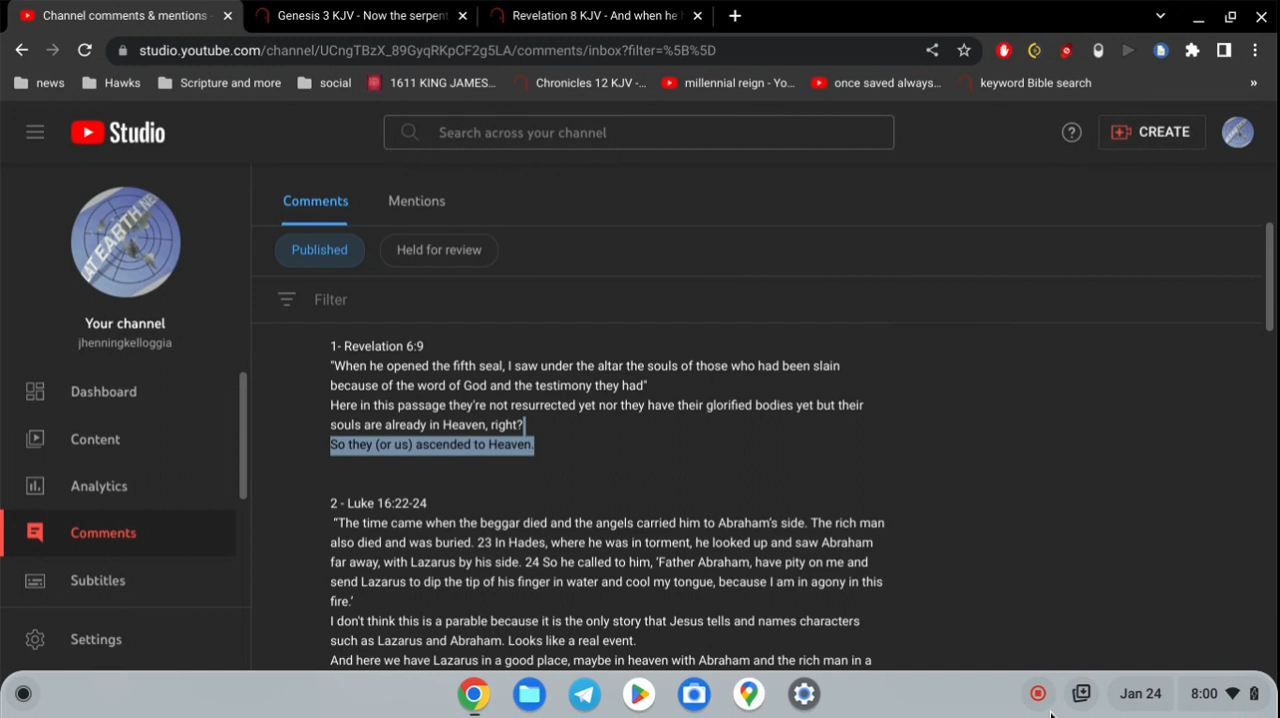 Channel comments & mentions -
Genesis 3 KJV - Now the serpent
Revelation 8 KJV - And when he
studio.youtube.com/channel/UCngTBzX_89GyqRKpCF2g5LA/comments/inbox?filter=%5B%5D
news
Hawks
Scripture and more
social
1611 KING JAMES...
Chronicles 12 KJV -...
millennial reign - Yo...
once saved always...
keyword Bible search
»
Studio
Search across your channel
CREATE
AT EARTH NE
Your channel
jhenningkelloggia
Dashboard
Content
Analytics
Comments
Subtitles
Settings
Comments
Mentions
Published
Held for review
Filter
1- Revelation 6:9
"When he opened the fifth seal, I saw under the altar the souls of those who had been slain
because of the word of God and the testimony they had"
Here in this passage they're not resurrected yet nor they have their glorified bodies yet but their
souls are already in Heaven, right?
So they (or us) ascended to Heaven.
2 - Luke 16:22-24
“The time came when the beggar died and the angels carried him to Abraham’s side. The rich man
also died and was buried. 23 In Hades, where he was in torment, he looked up and saw Abraham
far away, with Lazarus by his side. 24 So he called to him, ‘Father Abraham, have pity on me and
send Lazarus to dip the tip of his finger in water and cool my tongue, because I am in agony in this
fire.’
I don't think this is a parable because it is the only story that Jesus tells and names characters
such as Lazarus and Abraham. Looks like a real event.
And here we have Lazarus in a good place, maybe in heaven with Abraham and the rich man in a
Jan 24
8:00